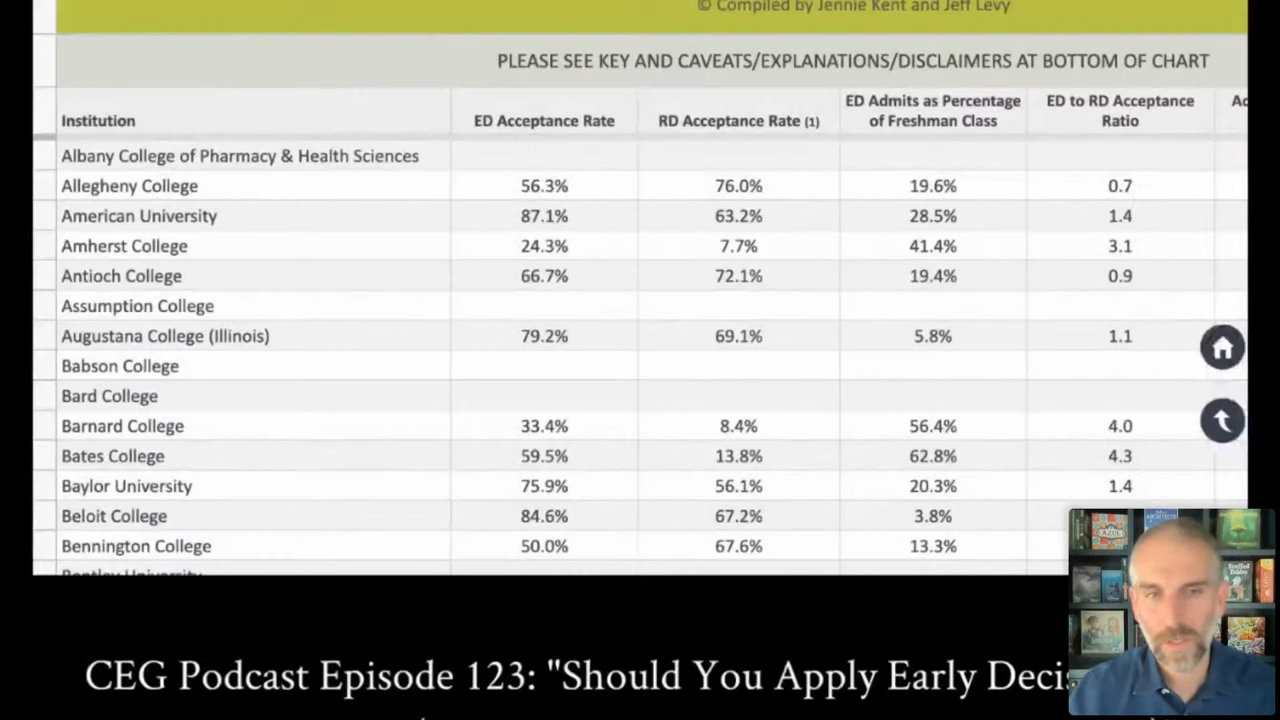 © Compiled by Jennie Kent and Jeff Levy
PLEASE SEE KEY AND CAVEATS/EXPLANATIONS/DISCLAIMERS AT BOTTOM OF CHART
Institution ED Acceptance Rate RD Acceptance Rate (1) ED Admits as Percentage of Freshman Class ED to RD Acceptance Ratio
Albany College of Pharmacy & Health Sciences
Allegheny College 56.3% 76.0% 19.6% 0.7
American University 87.1% 63.2% 28.5% 1.4
Amherst College 24.3% 7.7% 41.4% 3.1
Antioch College 66.7% 72.1% 19.4% 0.9
Assumption College
Augustana College (Illinois) 79.2% 69.1% 5.8% 1.1
Babson College
Bard College
Barnard College 33.4% 8.4% 56.4% 4.0
Bates College 59.5% 13.8% 62.8% 4.3
Baylor University 75.9% 56.1% 20.3% 1.4
Beloit College 84.6% 67.2% 3.8%
Bennington College 50.0% 67.6% 13.3%
Bentley University
AZUL
CEG Podcast Episode 123: "Should You Apply Early